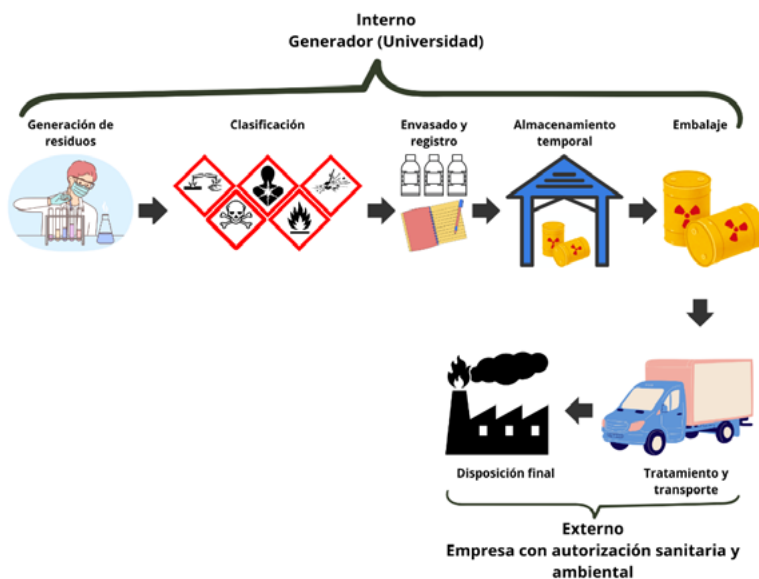 Interno
Generador (Universidad)
Generación de
residuos
Clasificación
Envasado y
registro
Almacenamiento
temporal
Embalaje
Disposición final
Tratamiento y
transporte
Externo
Empresa con autorización sanitaria y
ambiental